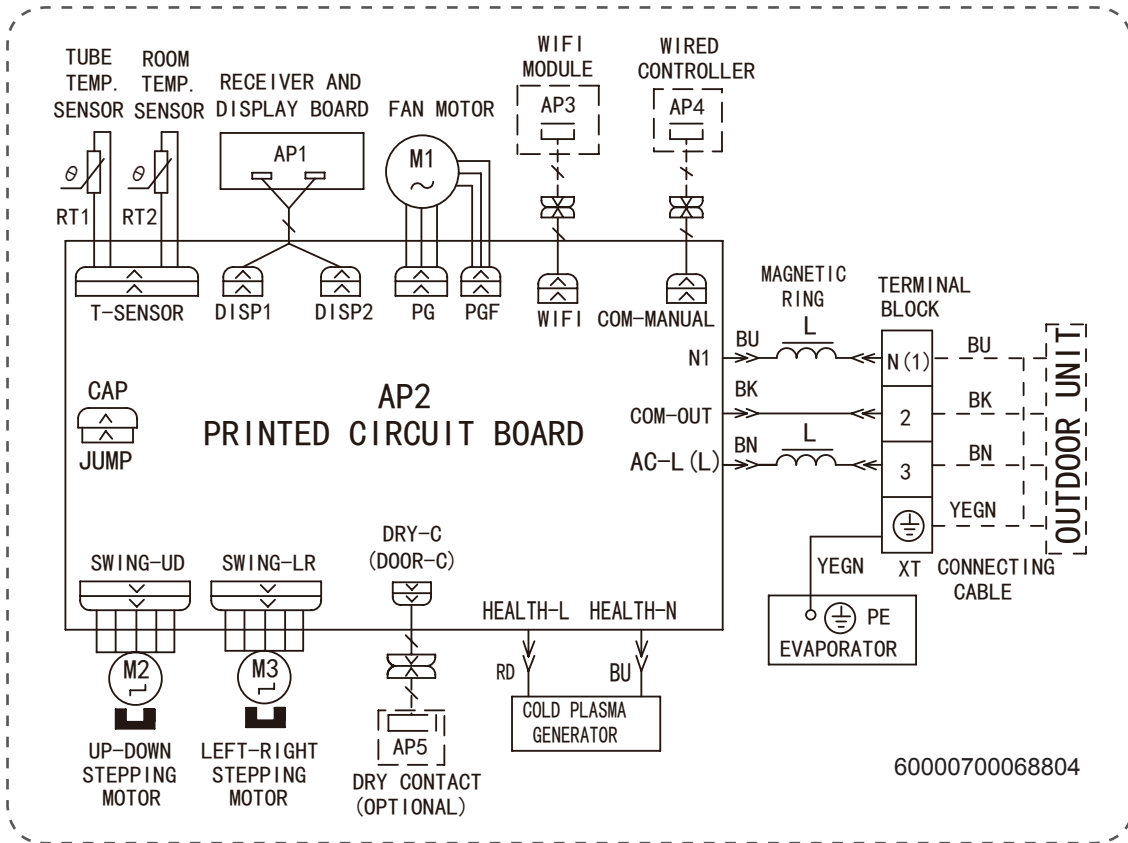 TUBE
TEMP.
SENSOR
ROOM
TEMP.
SENSOR
RECEIVER AND
DISPLAY BOARD
FAN MOTOR
WIFI
MODULE
WIRED
CONTROLLER
AP1
M1
AP3
AP4
θ
θ
RT1
RT2
T-SENSOR
DISP1
DISP2
PG
PGF
WIFI
COM-MANUAL
MAGNETIC
RING
TERMINAL
BLOCK
N1
BU
L
N(1)
BU
CAP
JUMP
AP2
PRINTED CIRCUIT BOARD
COM-OUT
BK
2
BK
AC-L(L)
BN
L
3
BN
YEGN
OUTDOOR UNIT
YEGN
XT
CONNECTING
CABLE
PE
EVAPORATOR
SWING-UD
SWING-LR
DRY-C
(DOOR-C)
HEALTH-L
HEALTH-N
M2
M3
RD
BU
COLD PLASMA
GENERATOR
AP5
UP-DOWN
STEPPING
MOTOR
LEFT-RIGHT
STEPPING
MOTOR
DRY CONTACT
(OPTIONAL)
60000700068804